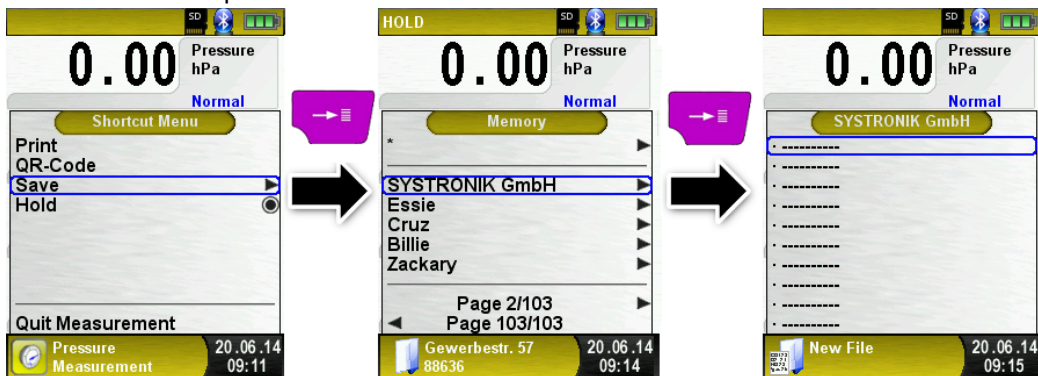 SD
0.00 Pressure
hPa
Normal
Shortcut Menu
Print
QR-Code
Save
Hold
Quit Measurement
Pressure 20.06.14
Measurement 09:11
HOLD SD
0.00 Pressure
hPa
Normal
Memory
*
SYSTRONIK GmbH
Essie
Cruz
Billie
Zackary
Page 2/103
Page 103/103
Gewerbestr. 57 20.06.14
88636 09:14
SD
0.00 Pressure
hPa
Normal
SYSTRONIK GmbH
· ----------
· ----------
· ----------
· ----------
· ----------
· ----------
· ----------
· ----------
· ----------
· ----------
New File 20.06.14
09:15